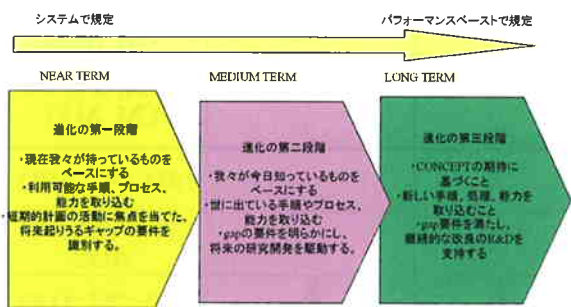 システムで規定
パフォーマンスベーストで規定
NEAR TERM
MEDIUM TERM
LONG TERM
進化の第一段階
・現在我々が持っているものを
ベースにする
・利用可能な手順、プロセス、
能力を取り込む
・短期的計画の活動に焦点を当てた、
将来起りうるギャップの要件を
識別する。
進化の第二段階
・我々が今日知っているものを
ベースにする
・世に出ている手順やプロセス、
能力を取り込む
・gapの要件を明らかにし、
将来の研究開発を駆動する。
進化の第三段階
・CONCEPTの期待に
基づくこと
・新しい手順、処理、能力を
取り込むこと
・gap要件を満たし、
継続的な改良のR&Dを
支持する